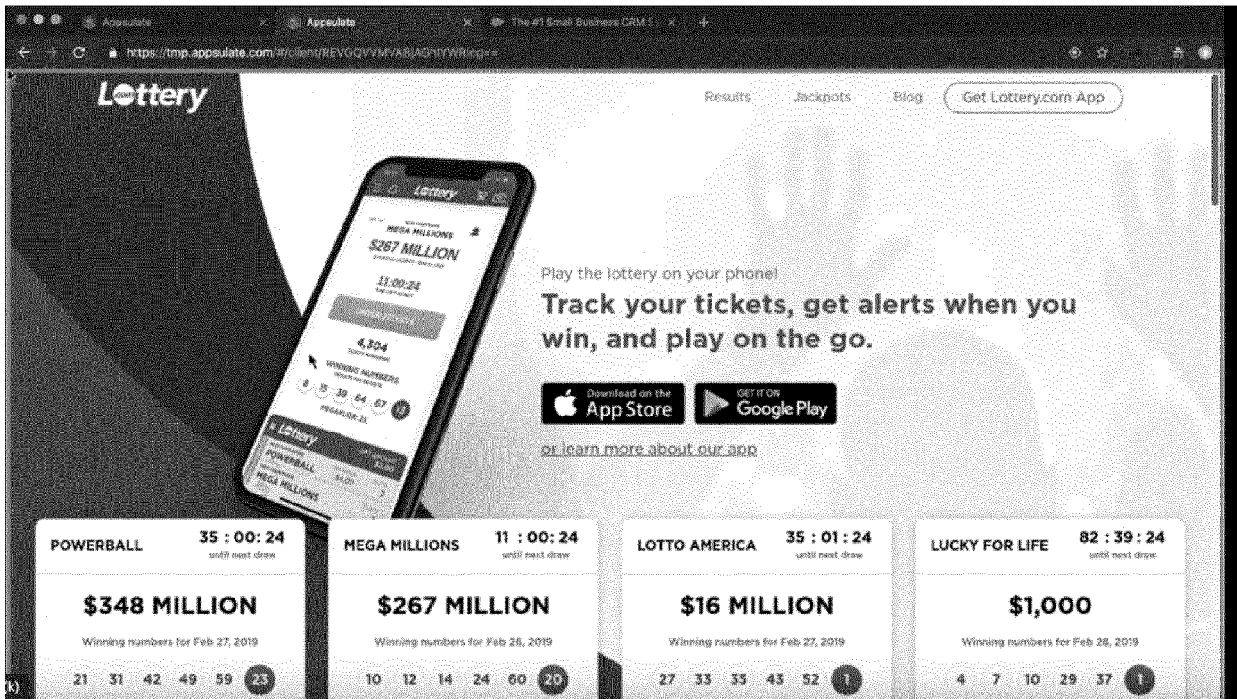 Appsulate
Appsulate
The #1 Small Business CRM
https://tmp.appsulate.com/#/client/
Lottery
Results Jackpots Blog Get Lottery.com App
Lottery
MEGA MILLIONS
$267 MILLION
11:00:24
4,304
WINNING NUMBERS
Lottery
POWERBALL
MEGA MILLIONS
Play the lottery on your phone!
Track your tickets, get alerts when you
win, and play on the go.
Download on the
App Store
GET IT ON
Google Play
or learn more about our app
POWERBALL 35 : 00 : 24
until next draw
$348 MILLION
Winning numbers for Feb 27, 2019
21 31 42 49 59 23
MEGA MILLIONS 11 : 00 : 24
until next draw
$267 MILLION
Winning numbers for Feb 26, 2019
10 12 14 24 60 20
LOTTO AMERICA 35 : 01 : 24
until next draw
$16 MILLION
Winning numbers for Feb 27, 2019
27 33 35 43 52 1
LUCKY FOR LIFE 82 : 39 : 24
until next draw
$1,000
Winning numbers for Feb 28, 2019
4 7 10 29 37 1